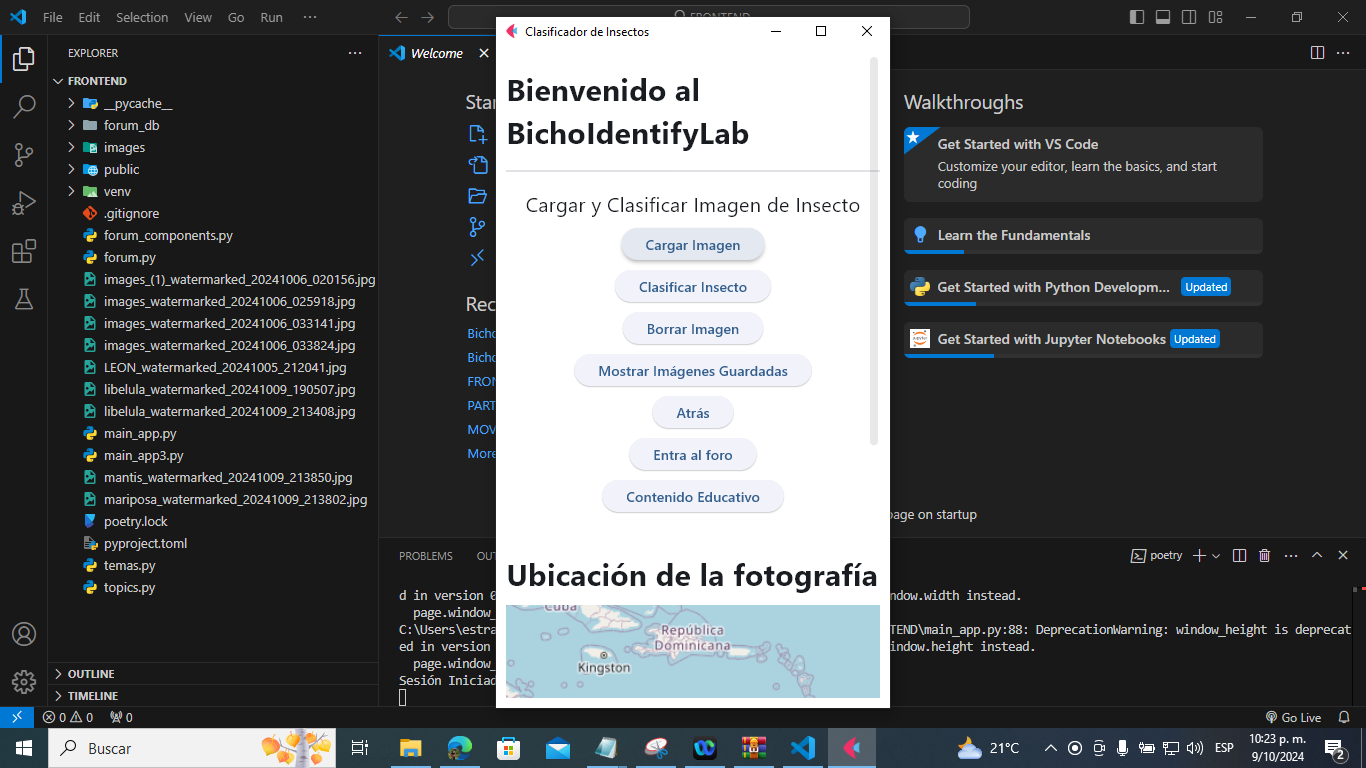 File Edit Selection View Go Run ···
FRONTEND
Clasificador de Insectos
EXPLORER
FRONTEND
__pycache__
forum_db
images
public
venv
.gitignore
forum_components.py
forum.py
images_(1)_watermarked_20241006_020156.jpg
images_watermarked_20241006_025918.jpg
images_watermarked_20241006_033141.jpg
images_watermarked_20241006_033824.jpg
LEON_watermarked_20241005_212041.jpg
libelula_watermarked_20241009_190507.jpg
libelula_watermarked_20241009_213408.jpg
main_app.py
main_app3.py
mantis_watermarked_20241009_213850.jpg
mariposa_watermarked_20241009_213802.jpg
poetry.lock
pyproject.toml
temas.py
topics.py
OUTLINE
TIMELINE
Welcome
Star
Rec
Bicho
Bicho
FRON
PART
MOV
More
Bienvenido al
BichoIdentifyLab
Cargar y Clasificar Imagen de Insecto
Cargar Imagen
Clasificar Insecto
Borrar Imagen
Mostrar Imágenes Guardadas
Atrás
Entra al foro
Contenido Educativo
Ubicación de la fotografía
Cuba
República
Dominicana
Kingston
Walkthroughs
Get Started with VS Code
Customize your editor, learn the basics, and start
coding
Learn the Fundamentals
Get Started with Python Developm... Updated
Get Started with Jupyter Notebooks Updated
page on startup
PROBLEMS OU
poetry
d in version 0 ndow.width instead.
page.window_
C:\Users\estra TEND\main_app.py:88: DeprecationWarning: window_height is deprecat
ed in version ndow.height instead.
page.window_
Sesión Iniciad
0 0 0
Go Live
Buscar
21°C
ESP
10:23 p. m.
9/10/2024
2